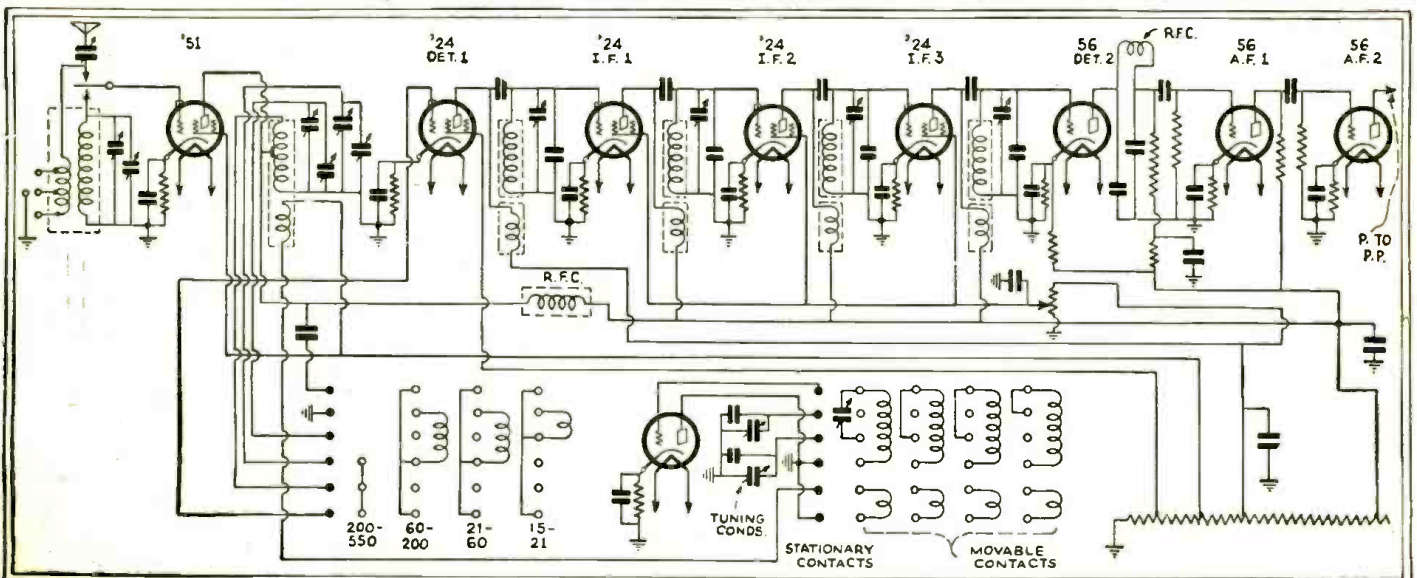 '51
'24
DET. 1
'24
I.F. 1
'24
I.F. 2
'24
I.F. 3
56
DET. 2
R.F.C.
56
A.F. 1
56
A.F. 2
P. TO
P.P.
R.F.C.
200-
550
60-
200
21-
60
15-
21
TUNING
CONDS.
STATIONARY
CONTACTS
MOVABLE
CONTACTS